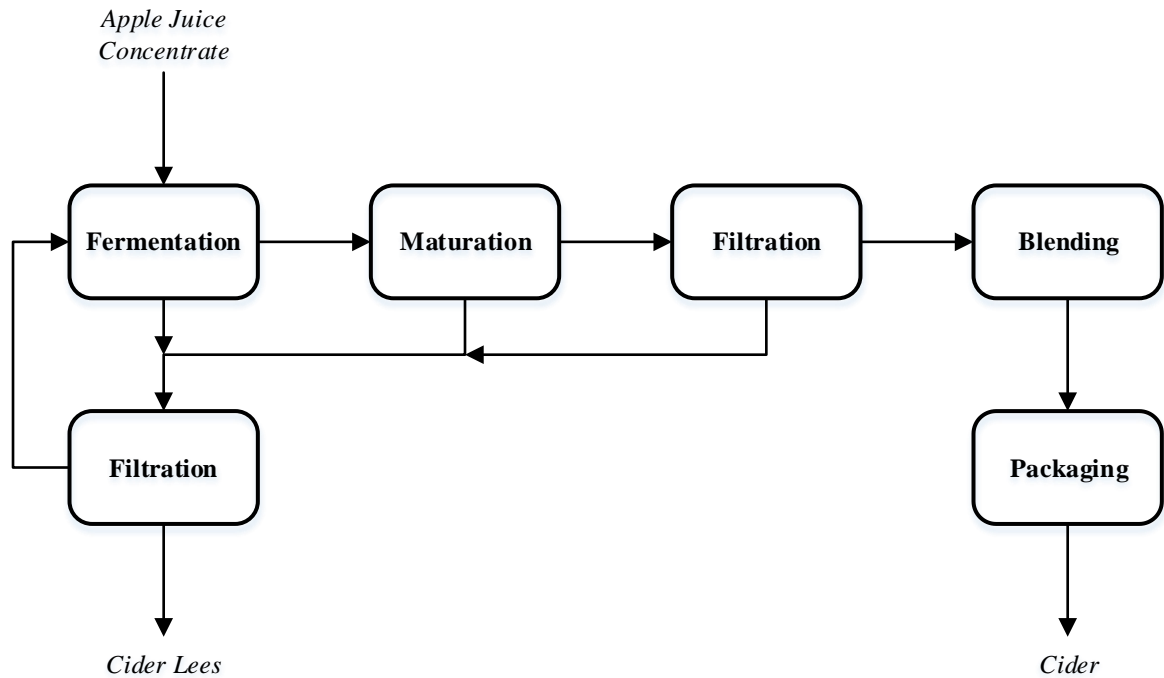 Apple Juice
Concentrate
Fermentation
Maturation
Filtration
Blending
Filtration
Packaging
Cider Lees
Cider